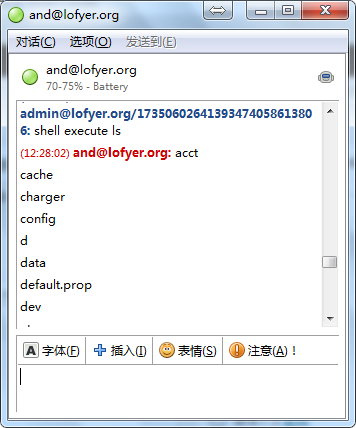 and@lofyer.org
对话(C) 选项(O) 发送到(E)
and@lofyer.org
70-75% - Battery
admin@lofyer.org/1735060264139347405861380
6: shell execute ls
(12:28:02) and@lofyer.org: acct
cache
charger
config
d
data
default.prop
dev
字体(F) 插入(I) 表情(S) 注意(A)！